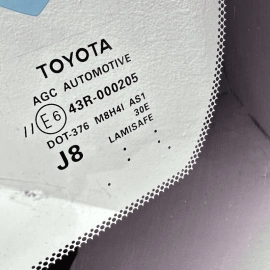 TOYOTA
AGC AUTOMOTIVE
// E6 43R-000205
DOT-376 M8H4I AS1
30E
J8 LAMISAFE